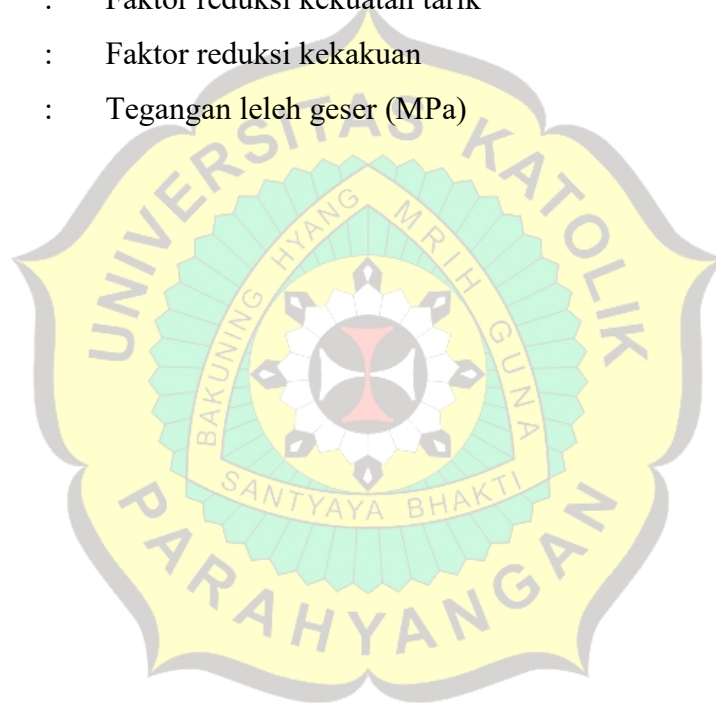 : Faktor reduksi kekuatan tarik
: Faktor reduksi kekakuan
: Tegangan leleh geser (MPa)
UNIVERSITAS KATOLIK
BAKUNING HYANG MRIH GUNA
SANTYAYA BHAKTI
PARAHYANGAN